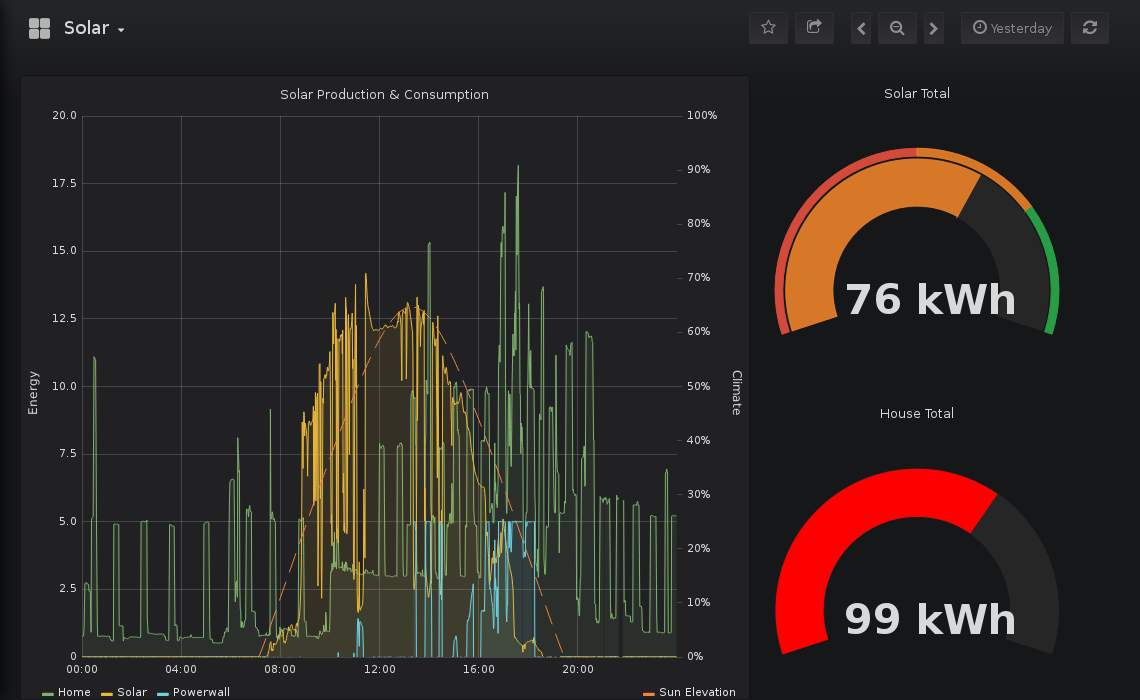 Solar
Yesterday
Solar Production & Consumption
20.0
17.5
15.0
12.5
10.0
7.5
5.0
2.5
0
Energy
100%
90%
80%
70%
60%
50%
40%
30%
20%
10%
0%
Climate
00:00 04:00 08:00 12:00 16:00 20:00
Home Solar Powerwall Sun Elevation
Solar Total
76 kWh
House Total
99 kWh